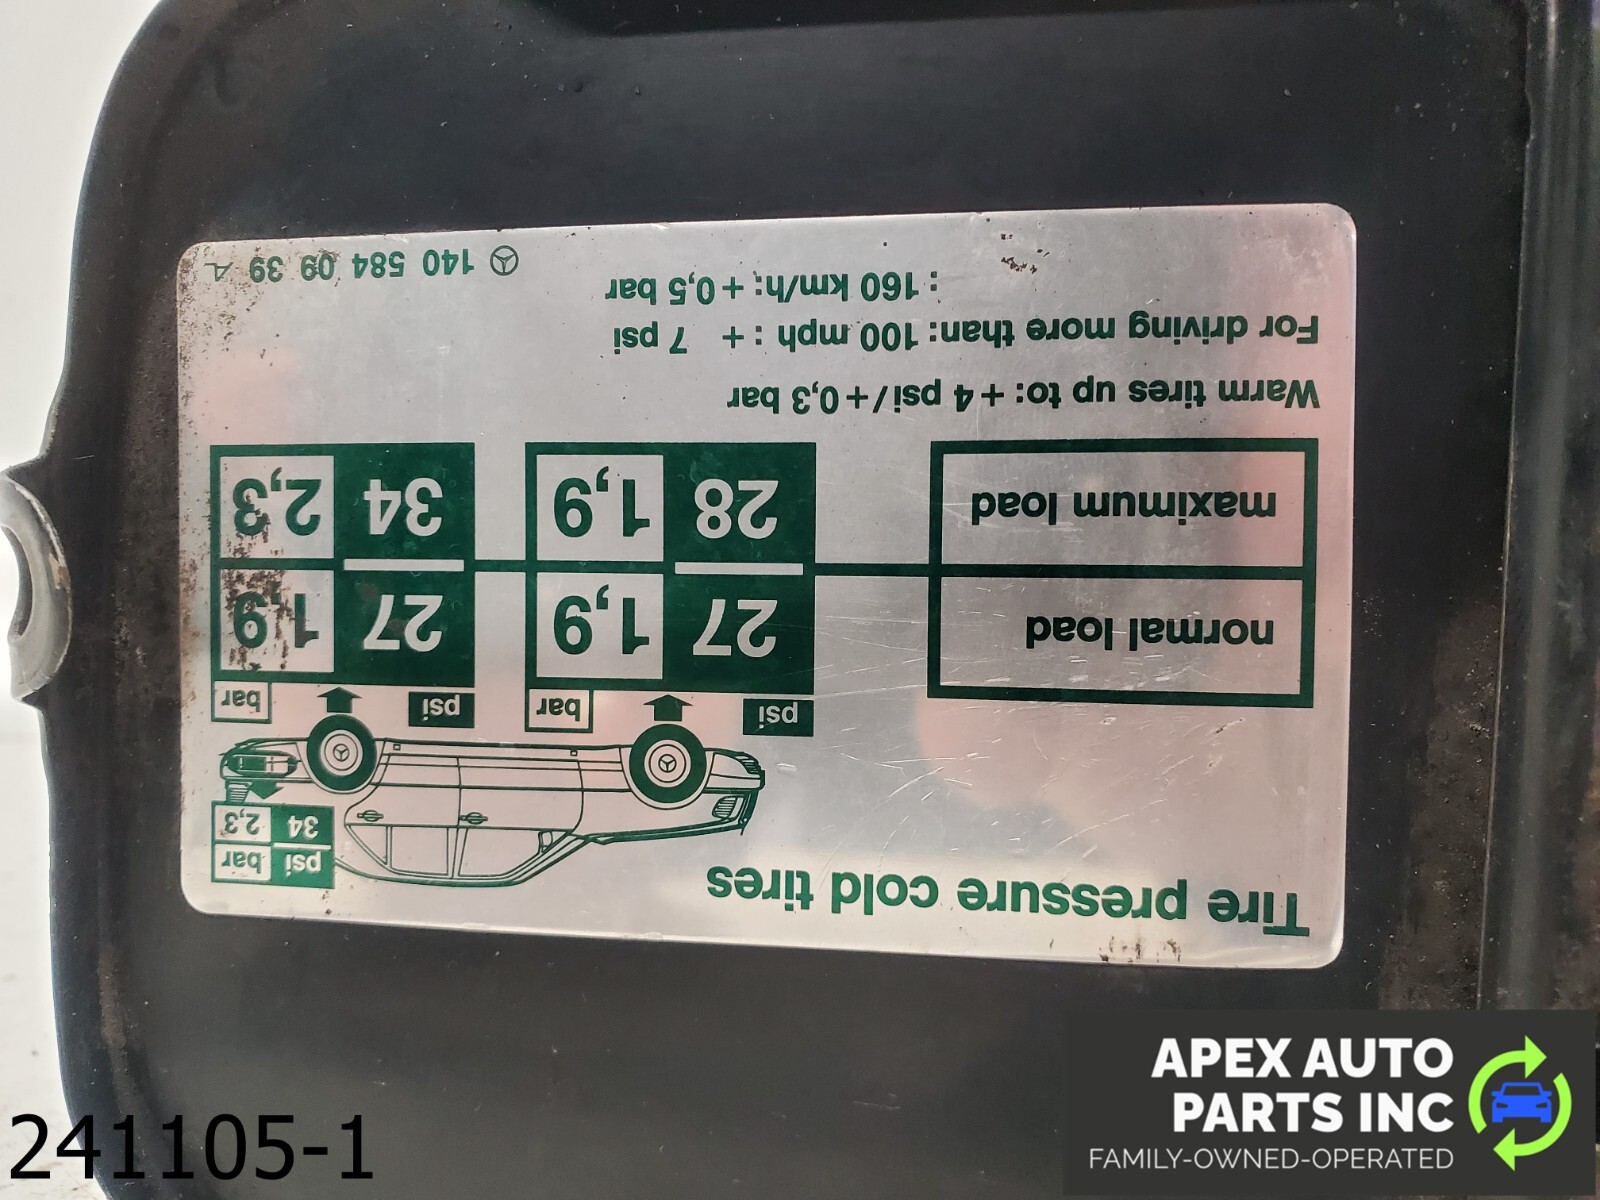 Tire pressure cold tires
psi bar
34 2,3
psi bar psi bar
normal load 27 1,9 27 1,9
maximum load 28 1,9 34 2,3
Warm tires up to: +4 psi/+0,3 bar
For driving more than: 100 mph : + 7 psi
: 160 km/h: +0,5 bar
140 584 09 39 A
241105-1
APEX AUTO
PARTS INC
FAMILY-OWNED-OPERATED